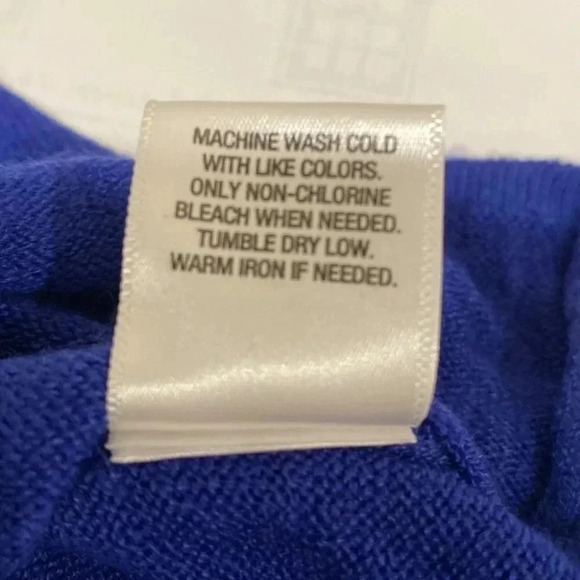 MACHINE WASH COLD
WITH LIKE COLORS.
ONLY NON-CHLORINE
BLEACH WHEN NEEDED.
TUMBLE DRY LOW.
WARM IRON IF NEEDED.